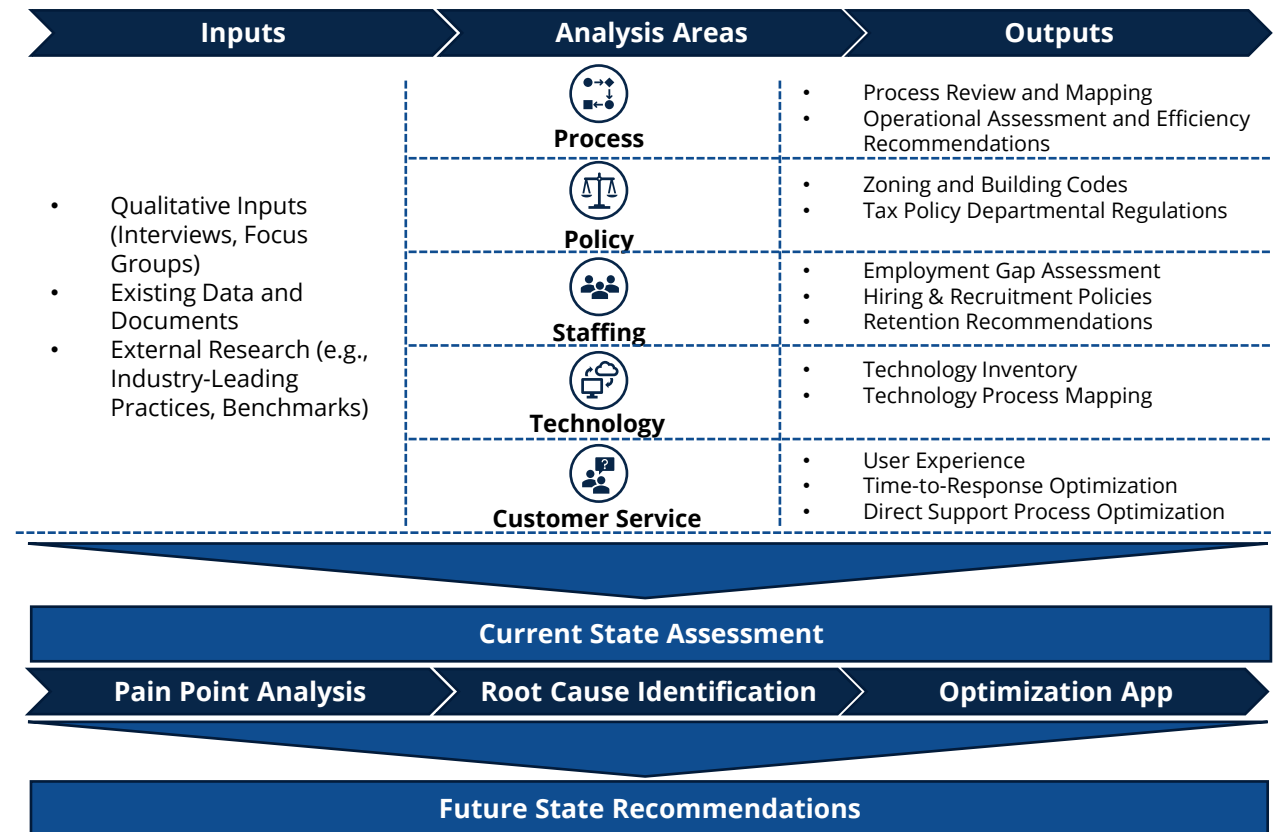 Inputs
Analysis Areas
Outputs
• Qualitative Inputs
(Interviews, Focus
Groups)
• Existing Data and
Documents
• External Research (e.g.,
Industry-Leading
Practices, Benchmarks)
Process
• Process Review and Mapping
• Operational Assessment and Efficiency
Recommendations
Policy
• Zoning and Building Codes
• Tax Policy Departmental Regulations
Staffing
• Employment Gap Assessment
• Hiring & Recruitment Policies
• Retention Recommendations
Technology
• Technology Inventory
• Technology Process Mapping
?
Customer Service
• User Experience
• Time-to-Response Optimization
• Direct Support Process Optimization
Current State Assessment
Pain Point Analysis
Root Cause Identification
Optimization App
Future State Recommendations